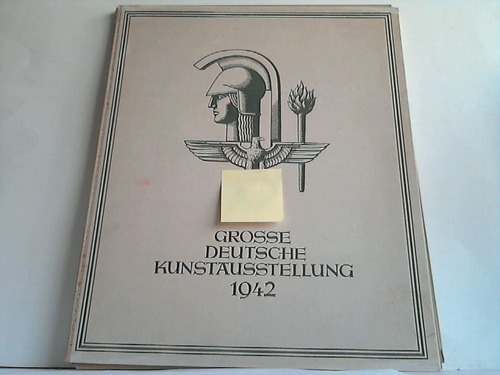 GROSSE
DEUTSCHE
KUNSTAUSSTELLUNG
1942